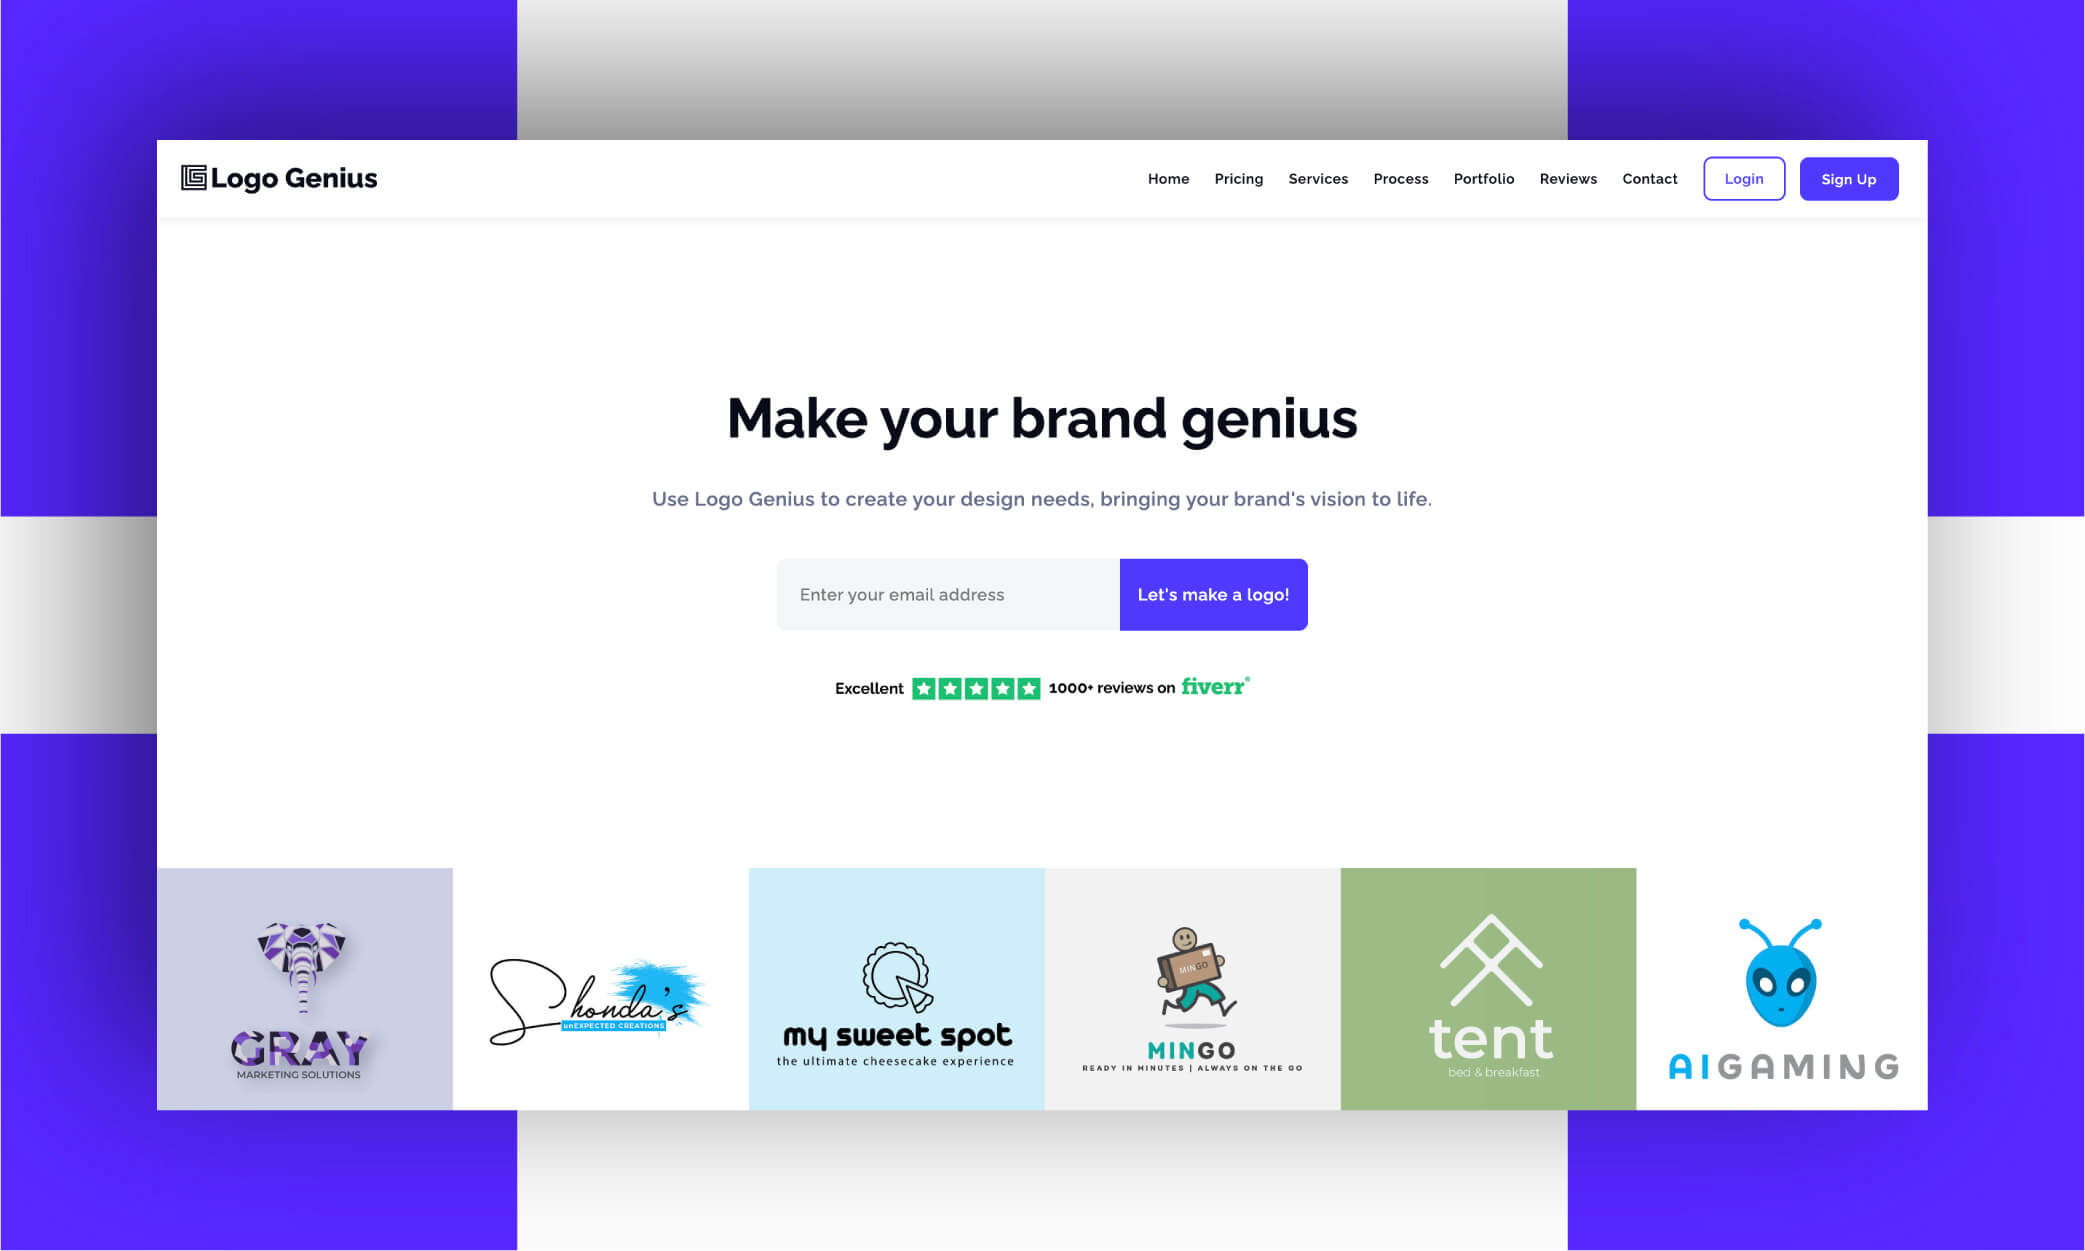 Logo Genius
Home Pricing Services Process Portfolio Reviews Contact Login Sign Up
Make your brand genius
Use Logo Genius to create your design needs, bringing your brand's vision to life.
Enter your email address Let's make a logo!
Excellent 1000+ reviews on fiverr®
GRAY
MARKETING SOLUTIONS
Shonda's
unEXPECTED CREATIONS
my sweet spot
the ultimate cheesecake experience
MINGO
MINGO
READY IN MINUTES | ALWAYS ON THE GO
tent
bed & breakfast
AIGAMING